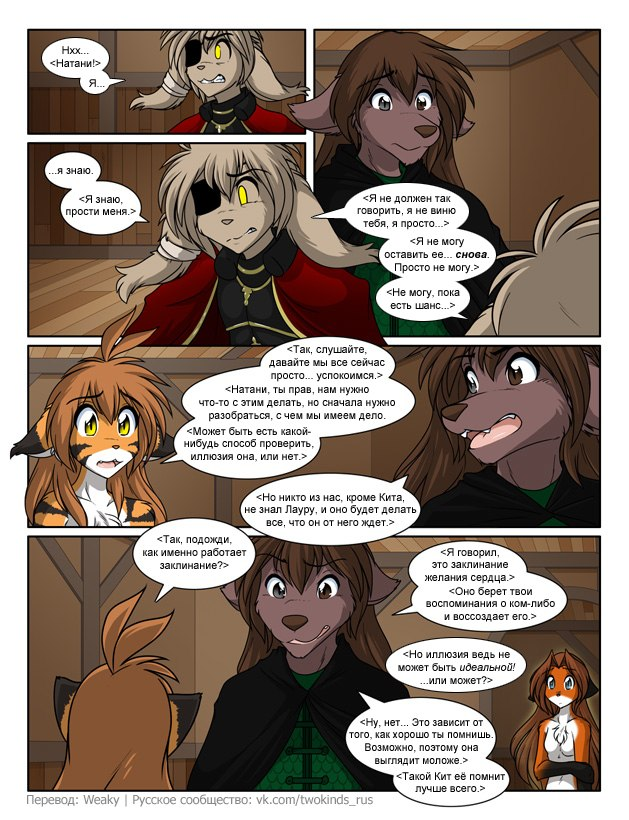 Нхх...
<Натани!>
Я...
...я знаю.
<Я знаю,
прости меня.>
<Я не должен так
говорить, я не виню
тебя, я просто...>
<Я не могу
оставить ее... снова.
Просто не могу.>
<Не могу, пока
есть шанс...>
<Так, слушайте,
давайте мы все сейчас
просто... успокоимся.>
<Натани, ты прав, нам нужно
что-то с этим делать, но сначала нужно
разобраться, с чем мы имеем дело.
<Может быть есть какой-
нибудь способ проверить,
иллюзия она, или нет.>
<Но никто из нас, кроме Кита,
не знал Лауру, и оно будет делать
все, что он от него ждет.>
<Так, подожди,
как именно работает
заклинание?>
<Я говорил,
это заклинание
желания сердца.>
<Оно берет твои
воспоминания о ком-либо
и воссоздает его.>
<Но иллюзия ведь не
может быть идеальной!
...или может?>
<Ну, нет... Это зависит от
того, как хорошо ты помнишь.
Возможно, поэтому она
выглядит моложе.>
<Такой Кит её помнит
лучше всего.>
Перевод: Weaky | Русское сообщество: vk.com/twokinds_rus